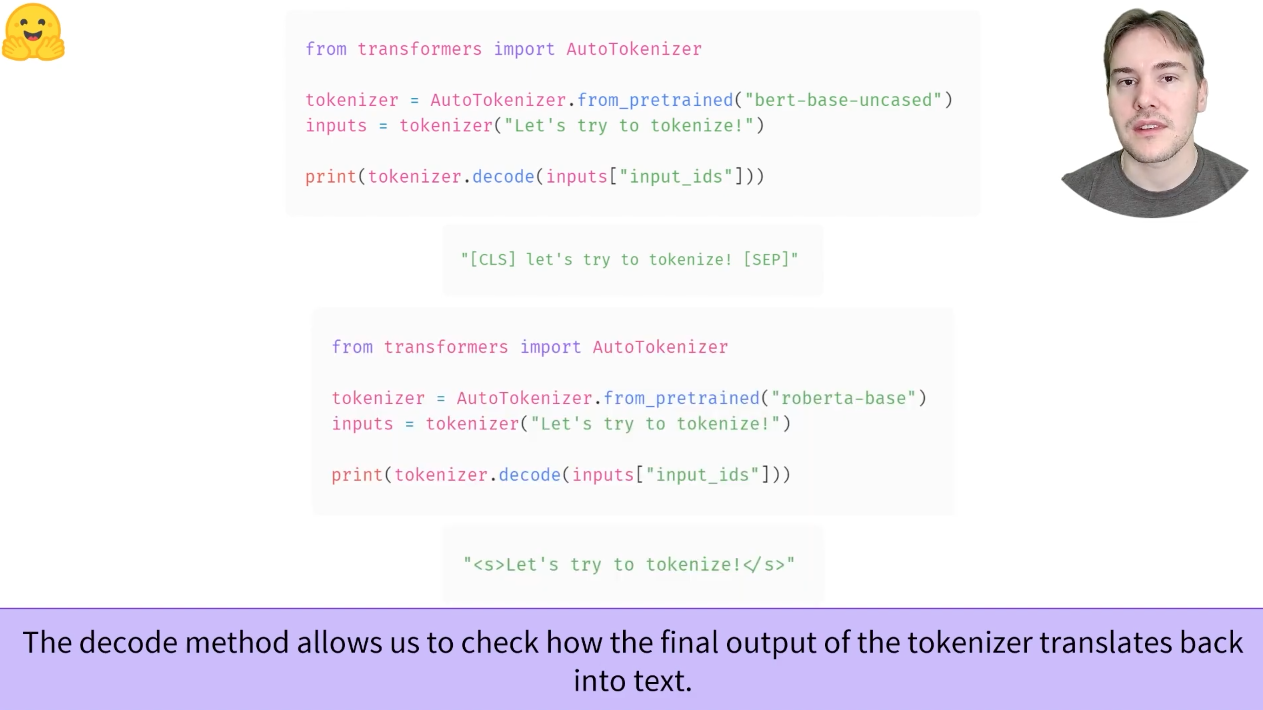 from transformers import AutoTokenizer
tokenizer = AutoTokenizer.from_pretrained("bert-base-uncased")
inputs = tokenizer("Let's try to tokenize!")
print(tokenizer.decode(inputs["input_ids"]))
"[CLS] let's try to tokenize! [SEP]"
from transformers import AutoTokenizer
tokenizer = AutoTokenizer.from_pretrained("roberta-base")
inputs = tokenizer("Let's try to tokenize!")
print(tokenizer.decode(inputs["input_ids"]))
"<s>Let's try to tokenize!</s>"
The decode method allows us to check how the final output of the tokenizer translates back
into text.